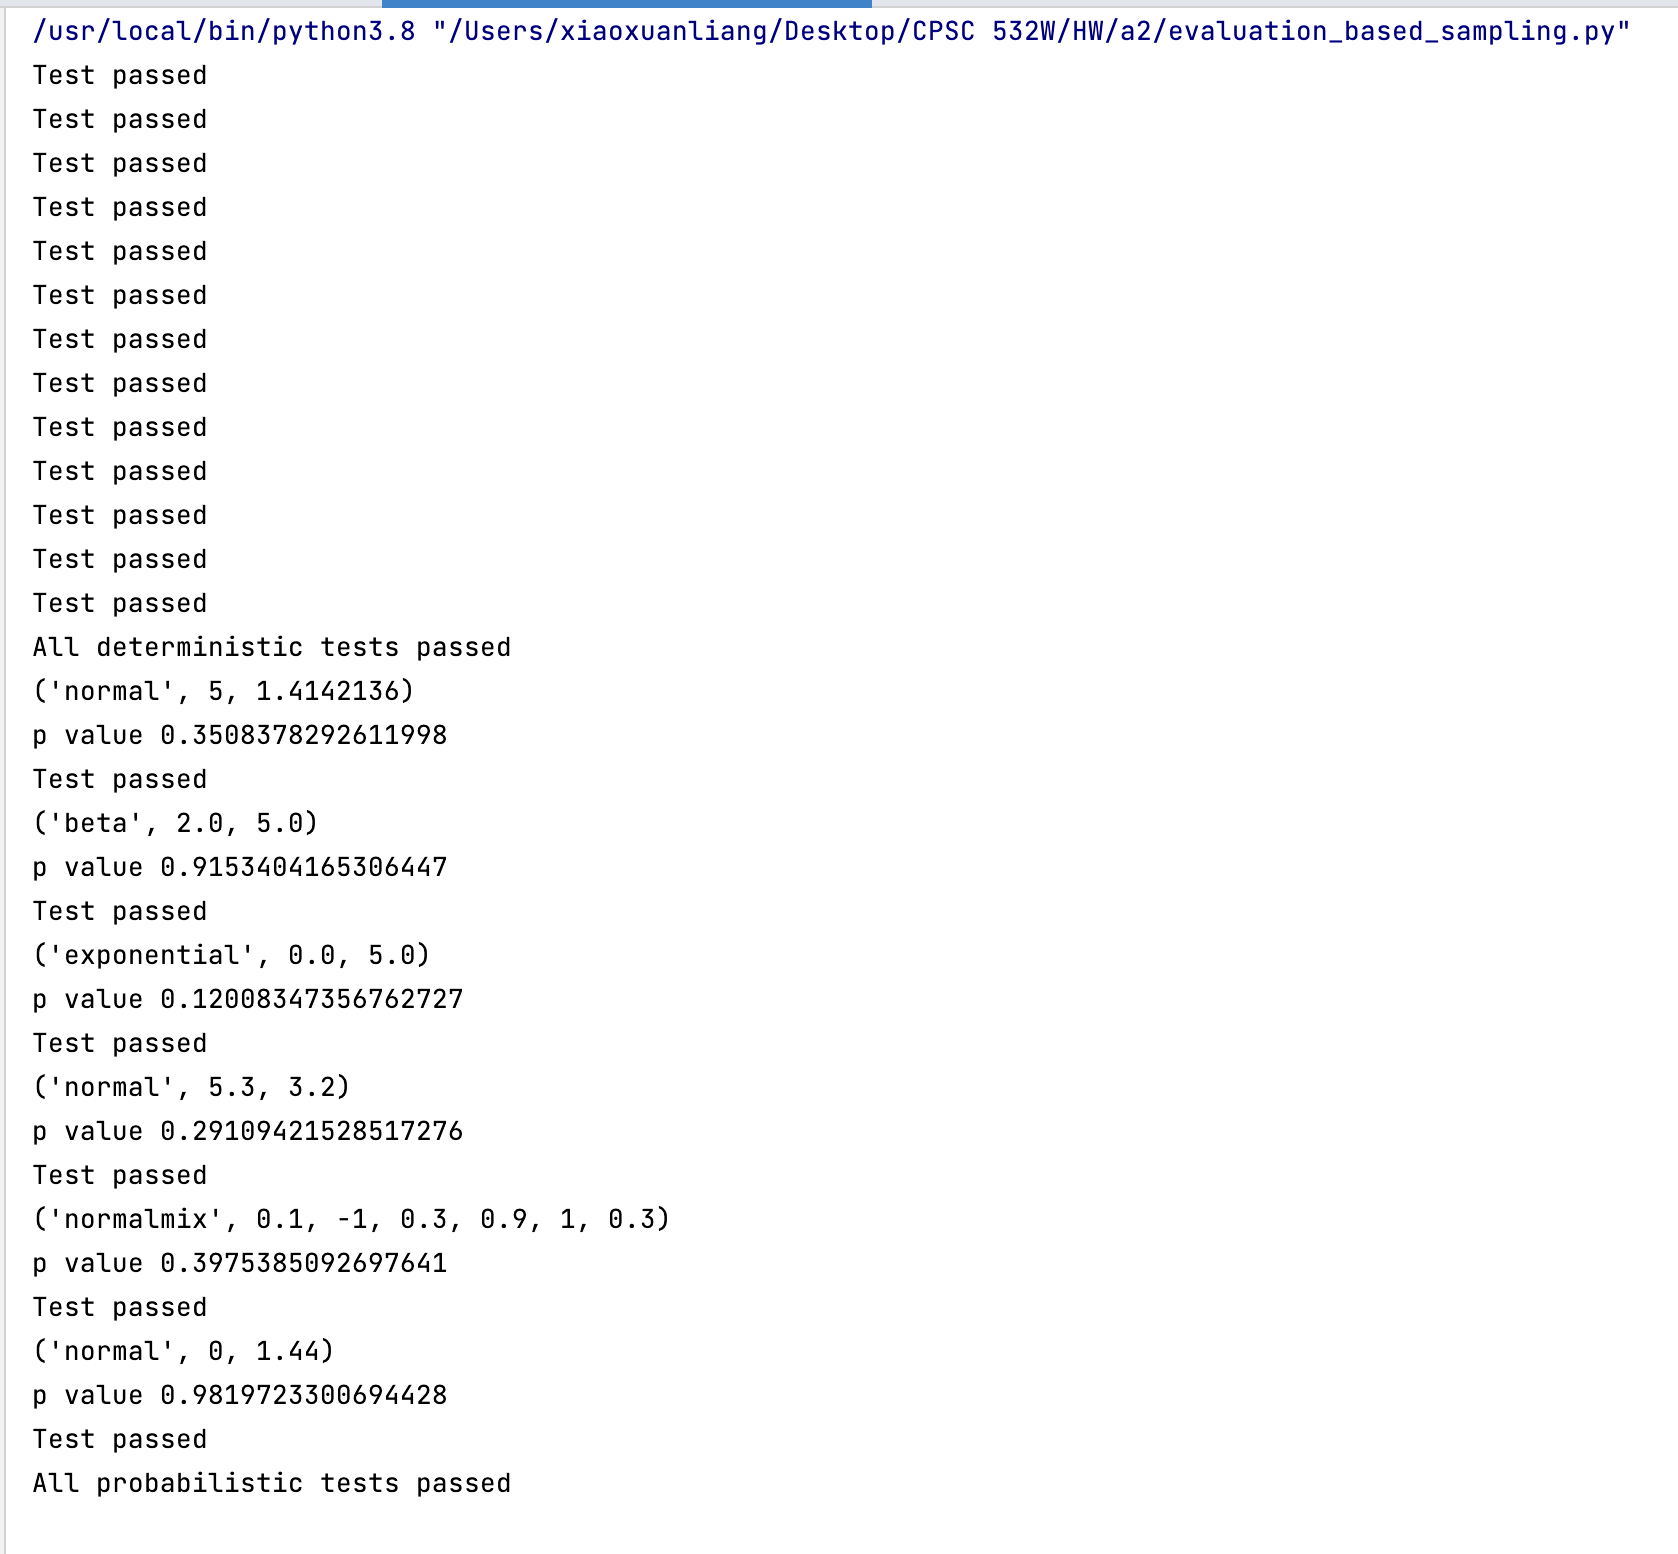 /usr/local/bin/python3.8 "/Users/xiaoxuanliang/Desktop/CPSC 532W/HW/a2/evaluation_based_sampling.py"
Test passed
Test passed
Test passed
Test passed
Test passed
Test passed
Test passed
Test passed
Test passed
Test passed
Test passed
Test passed
Test passed
All deterministic tests passed
('normal', 5, 1.4142136)
p value 0.3508378292611998
Test passed
('beta', 2.0, 5.0)
p value 0.9153404165306447
Test passed
('exponential', 0.0, 5.0)
p value 0.12008347356762727
Test passed
('normal', 5.3, 3.2)
p value 0.29109421528517276
Test passed
('normalmix', 0.1, -1, 0.3, 0.9, 1, 0.3)
p value 0.3975385092697641
Test passed
('normal', 0, 1.44)
p value 0.9819723300694428
Test passed
All probabilistic tests passed